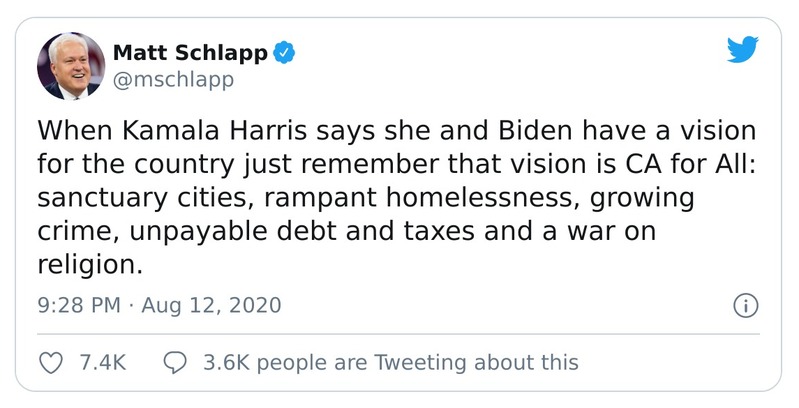 Matt Schlapp
@mschlapp
When Kamala Harris says she and Biden have a vision
for the country just remember that vision is CA for All:
sanctuary cities, rampant homelessness, growing
crime, unpayable debt and taxes and a war on
religion.
9:28 PM · Aug 12, 2020
7.4K 3.6K people are Tweeting about this